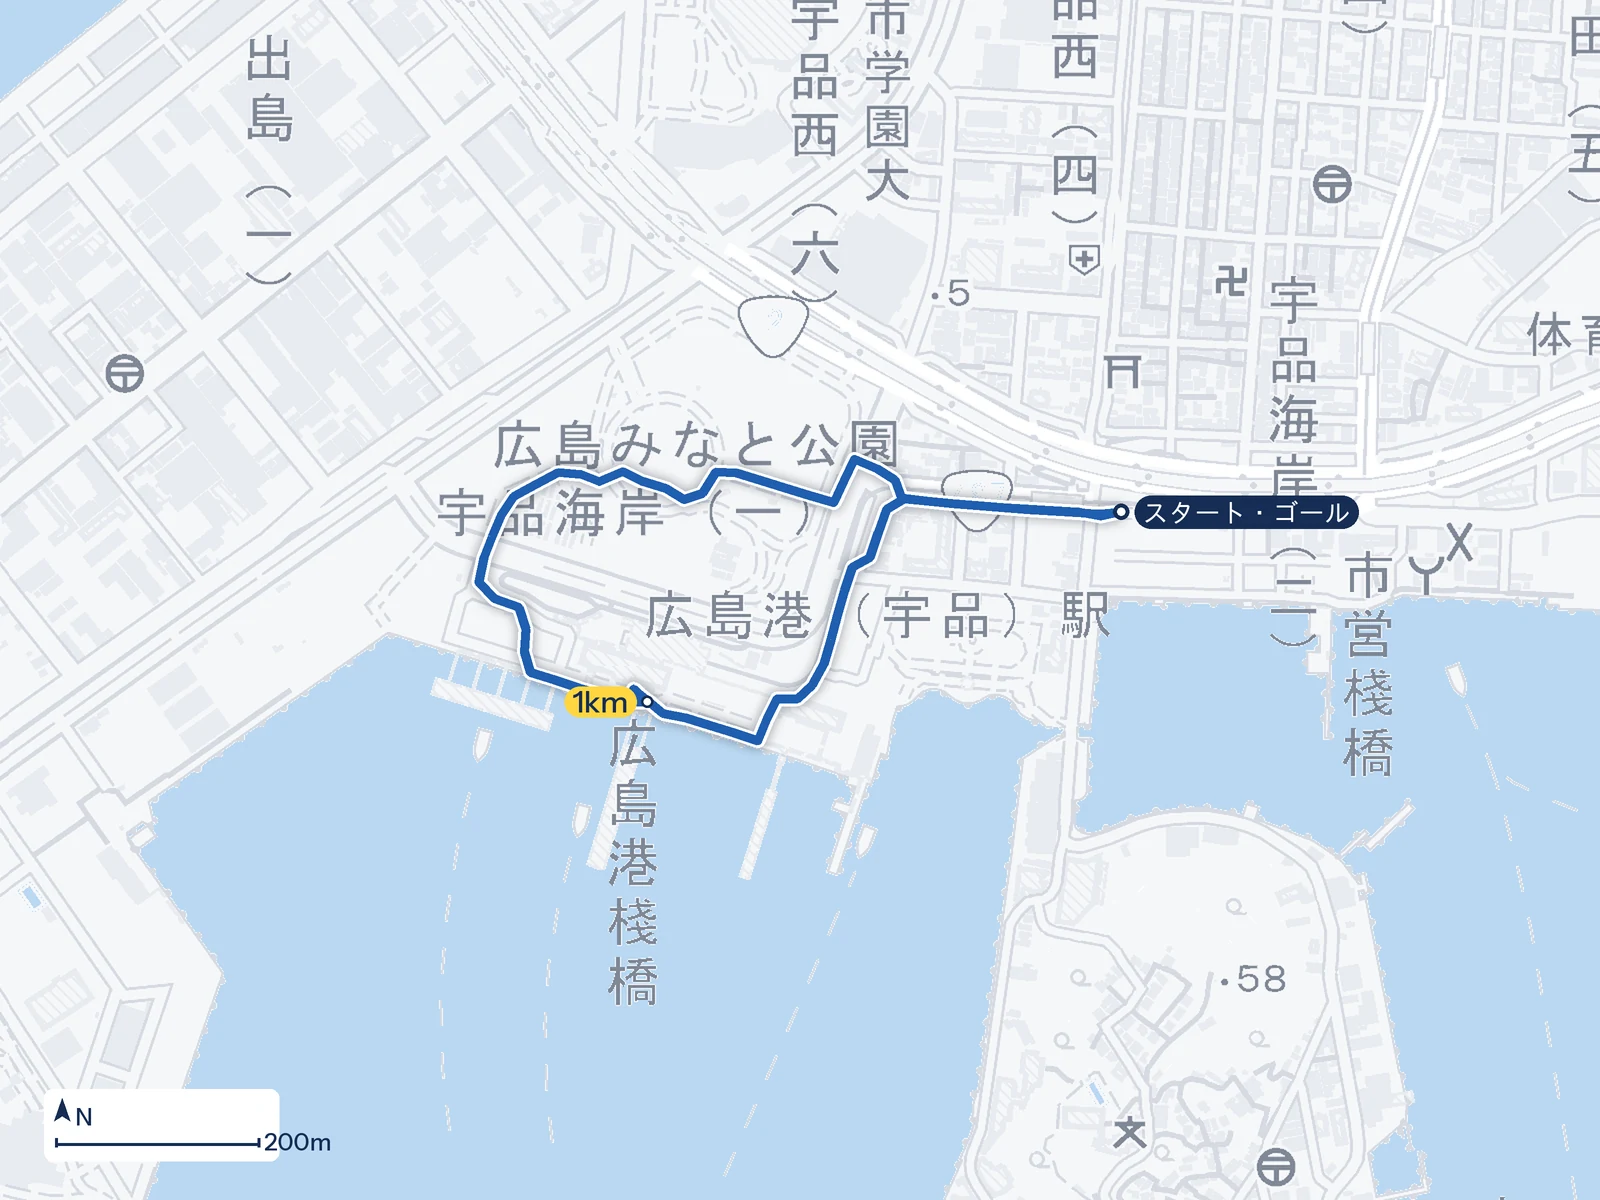 出島(一)
宇品西(六)
市学園大
品西(四)
田(五)
・5
体育
宇品海岸(二)
広島みなと公園
宇品海岸(一)
広島港(宇品)駅
スタート・ゴール
市営棧橋
1km
広島港棧橋
・58
N
200m